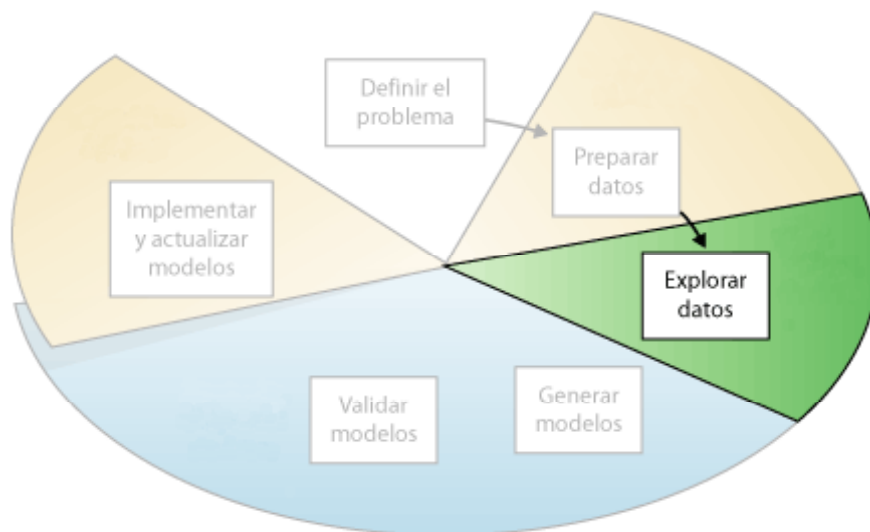 Definir el
problema
Preparar
datos
Explorar
datos
Generar
modelos
Validar
modelos
Implementar
y actualizar
modelos